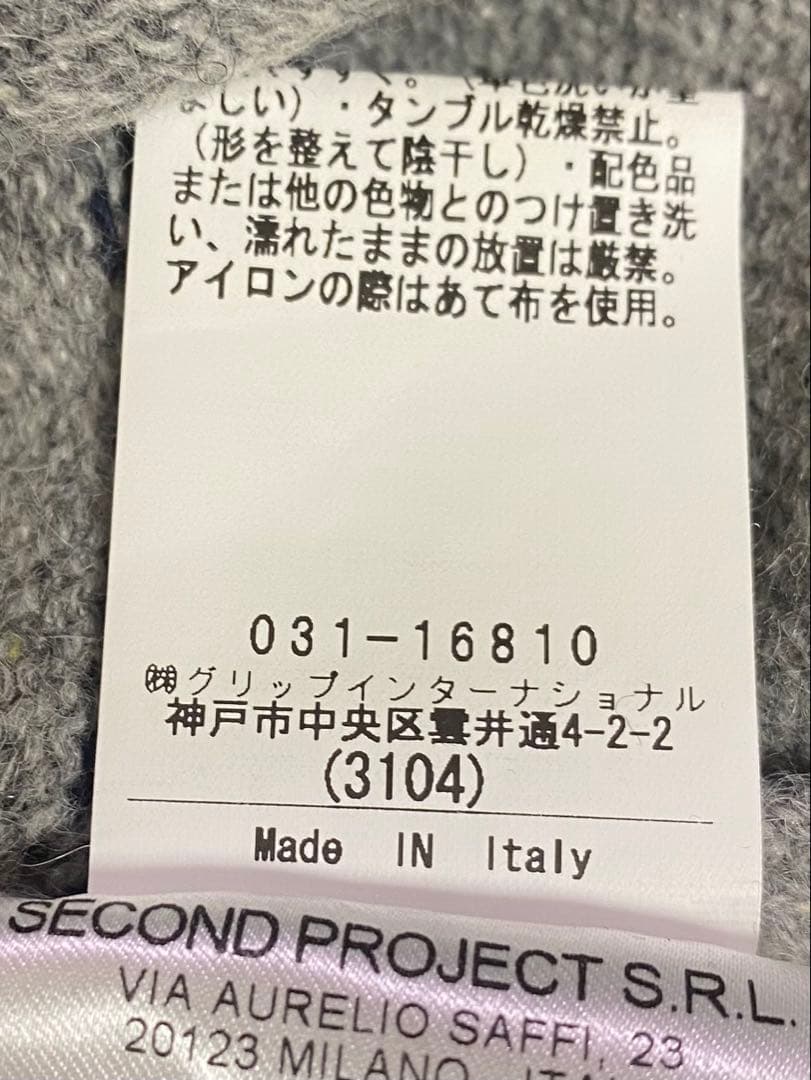 ましい）・タンブル乾燥禁止。
（形を整えて陰干し）・配色品
または他の色物とのつけ置き洗
い、濡れたままの放置は厳禁。
アイロンの際はあて布を使用。
031-16810
㈱グリップインターナショナル
神戸市中央区雲井通4-2-2
(3104)
Made IN Italy
SECOND PROJECT S.R.L.
VIA AURELIO SAFFI, 23
20123 MILANO